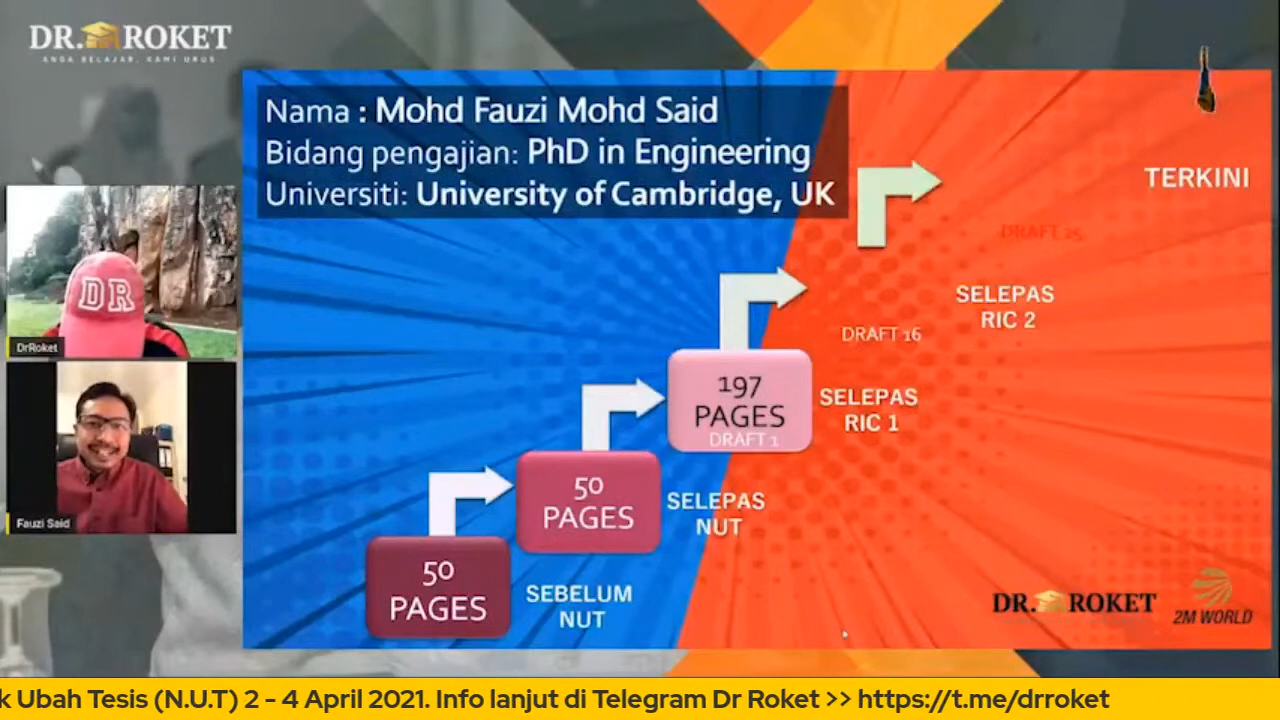 DR. ROKET
ANDA BELAJAR, KAMI URUS
Nama : Mohd Fauzi Mohd Said
Bidang pengajian: PhD in Engineering
Universiti: University of Cambridge, UK
TERKINI
DRAFT 25
SELEPAS
RIC 2
DRAFT 16
197
PAGES
DRAFT 1
SELEPAS
RIC 1
50
PAGES
SELEPAS
NUT
50
PAGES
SEBELUM
NUT
DR
DrRoket
Fauzi Said
DR. ROKET
2M WORLD
k Ubah Tesis (N.U.T) 2 - 4 April 2021. Info lanjut di Telegram Dr Roket >> https://t.me/drroket